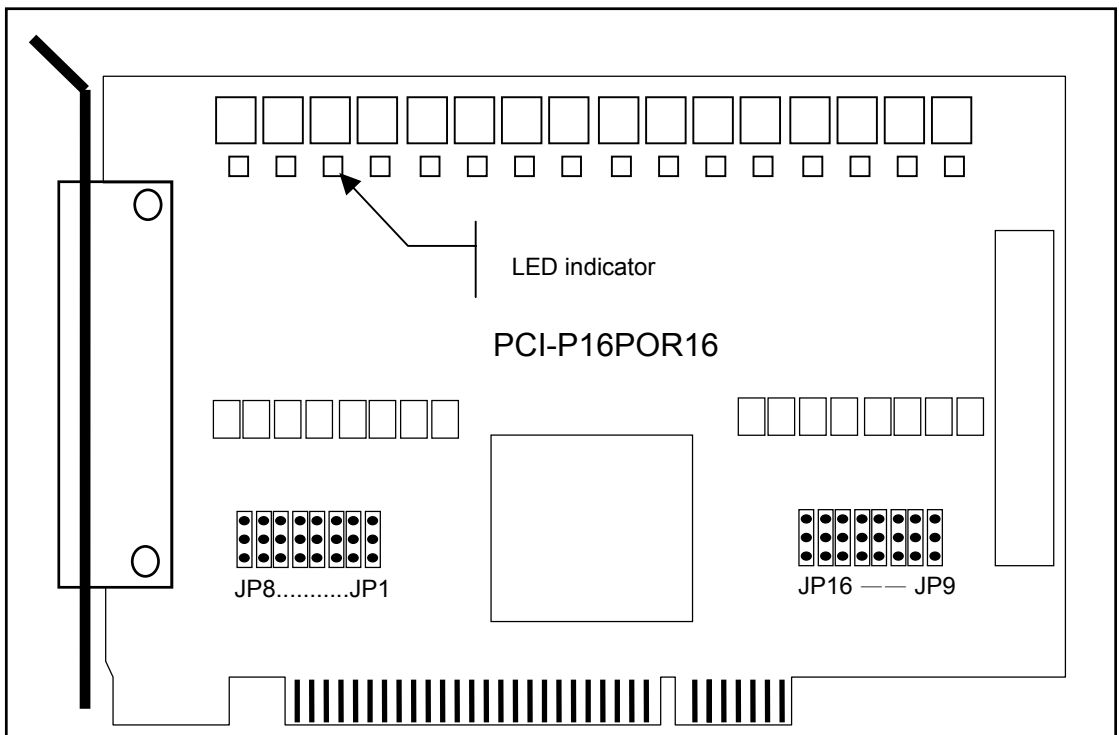 LED indicator
PCI-P16POR16
JP8...........JP1
JP16 —— JP9